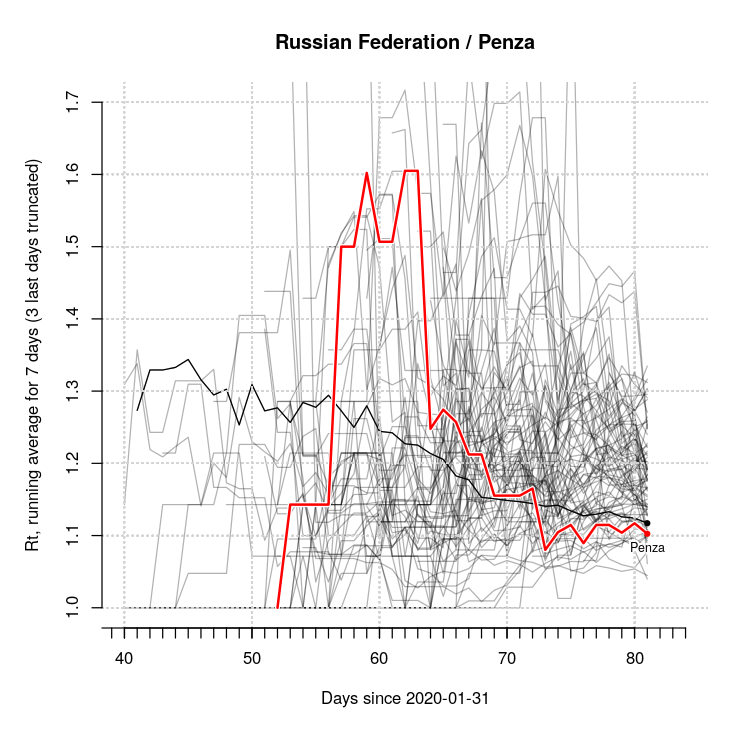 Russian Federation / Penza
Rt, running average for 7 days (3 last days truncated)
1.7
1.6
1.5
1.4
1.3
1.2
1.1
1.0
Penza
40 50 60 70 80
Days since 2020-01-31